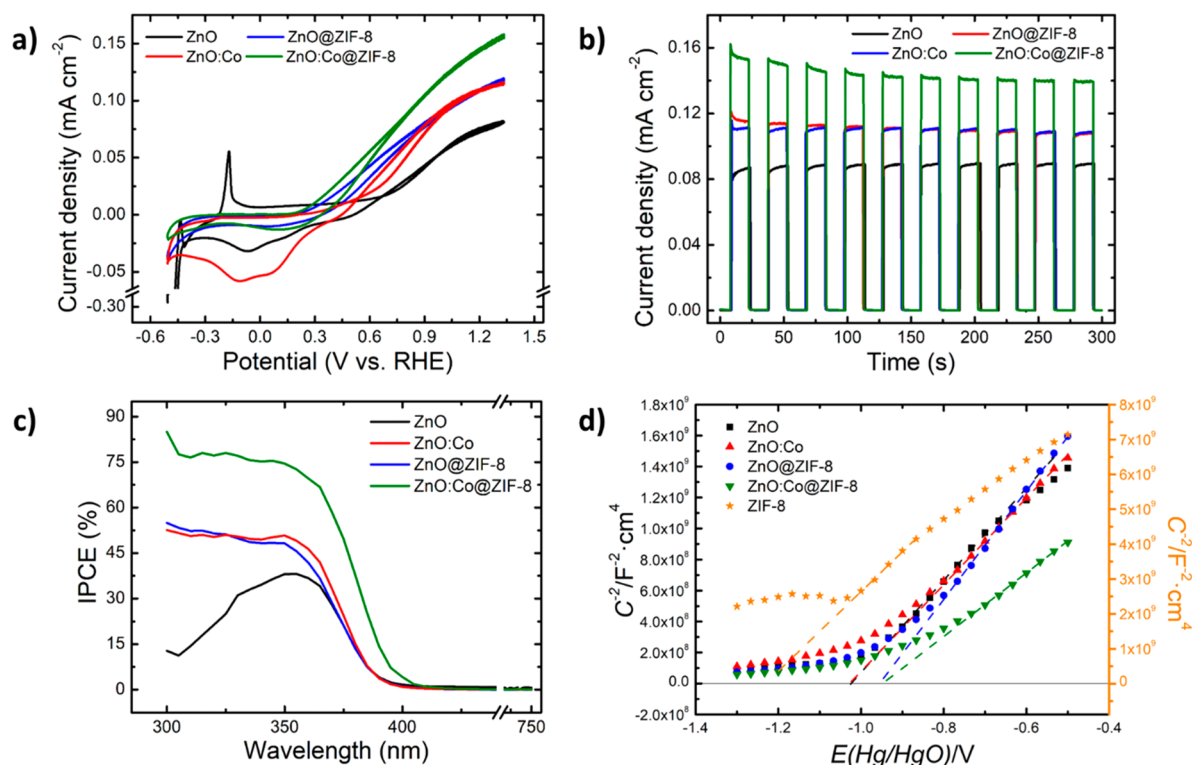 a)
ZnO
ZnO@ZIF-8
ZnO:Co
ZnO:Co@ZIF-8
Current density (mA cm⁻²)
0.15
0.10
0.05
0.00
-0.05
-0.30
-0.6 -0.3 0.0 0.3 0.6 0.9 1.2 1.5
Potential (V vs. RHE)
b)
ZnO
ZnO@ZIF-8
ZnO:Co
ZnO:Co@ZIF-8
Current density (mA cm⁻²)
0.16
0.12
0.08
0.04
0.00
0 50 100 150 200 250 300
Time (s)
c)
ZnO
ZnO:Co
ZnO@ZIF-8
ZnO:Co@ZIF-8
IPCE (%)
90
75
60
45
30
15
0
300 350 400 750
Wavelength (nm)
d)
ZnO
ZnO:Co
ZnO@ZIF-8
ZnO:Co@ZIF-8
ZIF-8
C⁻²/F⁻²·cm⁴
1.8x10⁹
1.6x10⁹
1.4x10⁹
1.2x10⁹
1.0x10⁹
8.0x10⁸
6.0x10⁸
4.0x10⁸
2.0x10⁸
0.0
-2.0x10⁸
8x10⁹
7x10⁹
6x10⁹
5x10⁹
4x10⁹
3x10⁹
2x10⁹
1x10⁹
0
C⁻²/F⁻²·cm⁴
-1.4 -1.2 -1.0 -0.8 -0.6 -0.4
E(Hg/HgO)/V